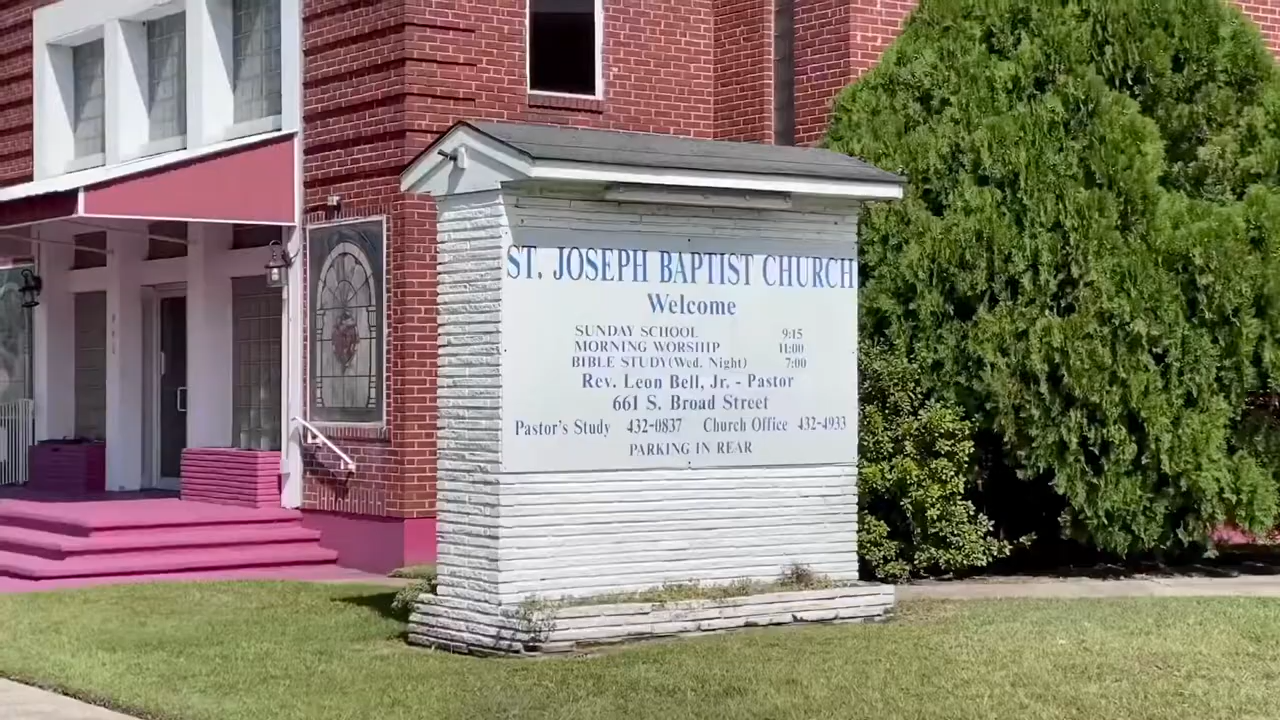 ST. JOSEPH BAPTIST CHURCH
Welcome
SUNDAY SCHOOL 9:15
MORNING WORSHIP 11:00
BIBLE STUDY(Wed. Night) 7:00
Rev. Leon Bell, Jr. - Pastor
661 S. Broad Street
Pastor's Study 432-0837 Church Office 432-4933
PARKING IN REAR